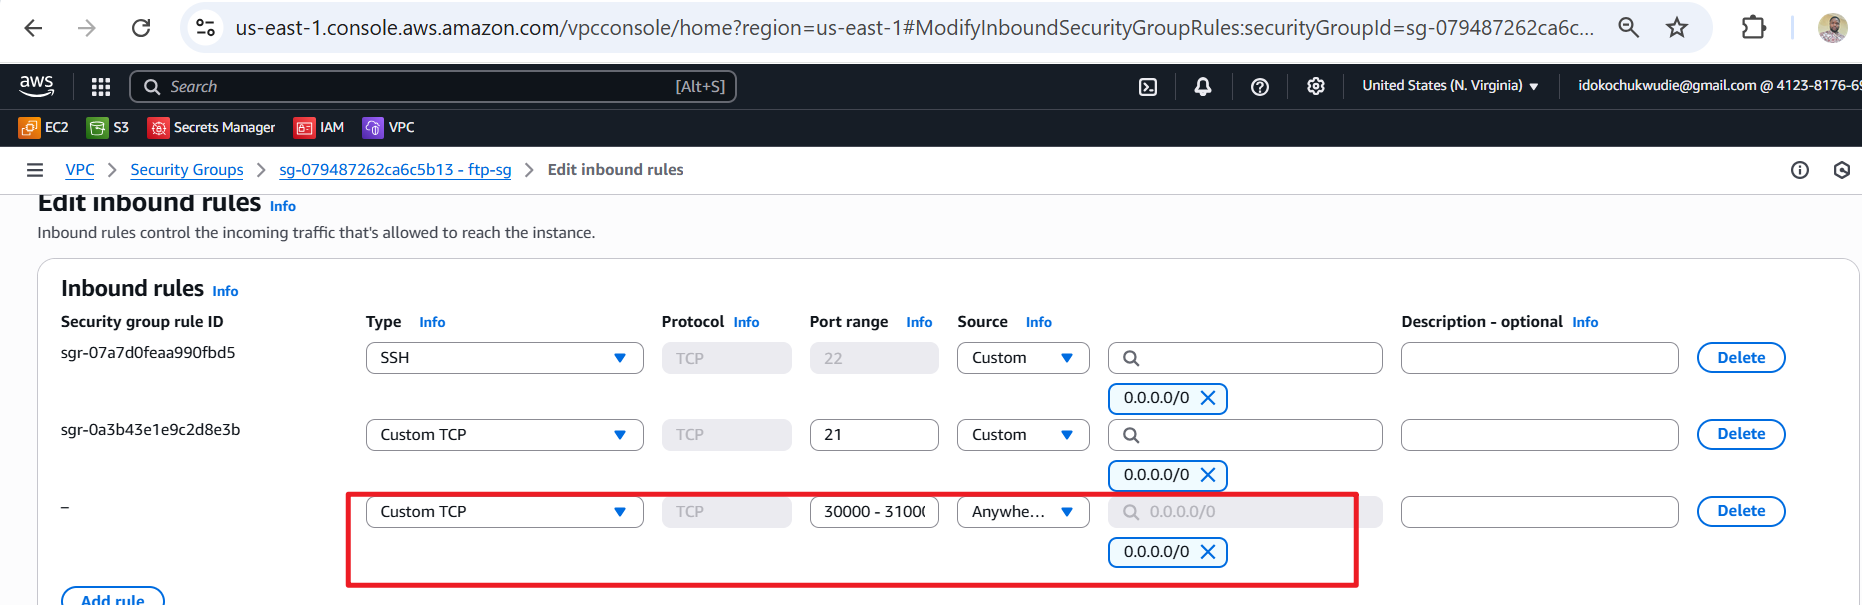 us-east-1.console.aws.amazon.com/vpcconsole/home?region=us-east-1#ModifyInboundSecurityGroupRules:securityGroupId=sg-079487262ca6c...
aws Search [Alt+S] United States (N. Virginia) idokochukwudie@gmail.com @ 4123-8176-69
EC2 S3 Secrets Manager IAM VPC
VPC Security Groups sg-079487262ca6c5b13 - ftp-sg Edit inbound rules
Edit inbound rules Info
Inbound rules control the incoming traffic that's allowed to reach the instance.
Inbound rules Info
Security group rule ID Type Info Protocol Info Port range Info Source Info Description - optional Info
sgr-07a7d0feaa990fbd5 SSH TCP 22 Custom Delete
0.0.0.0/0
sgr-0a3b43e1e9c2d8e3b Custom TCP TCP 21 Custom Delete
0.0.0.0/0
– Custom TCP TCP 30000 - 3100 Anywhe... 0.0.0.0/0 Delete
0.0.0.0/0
Add rule